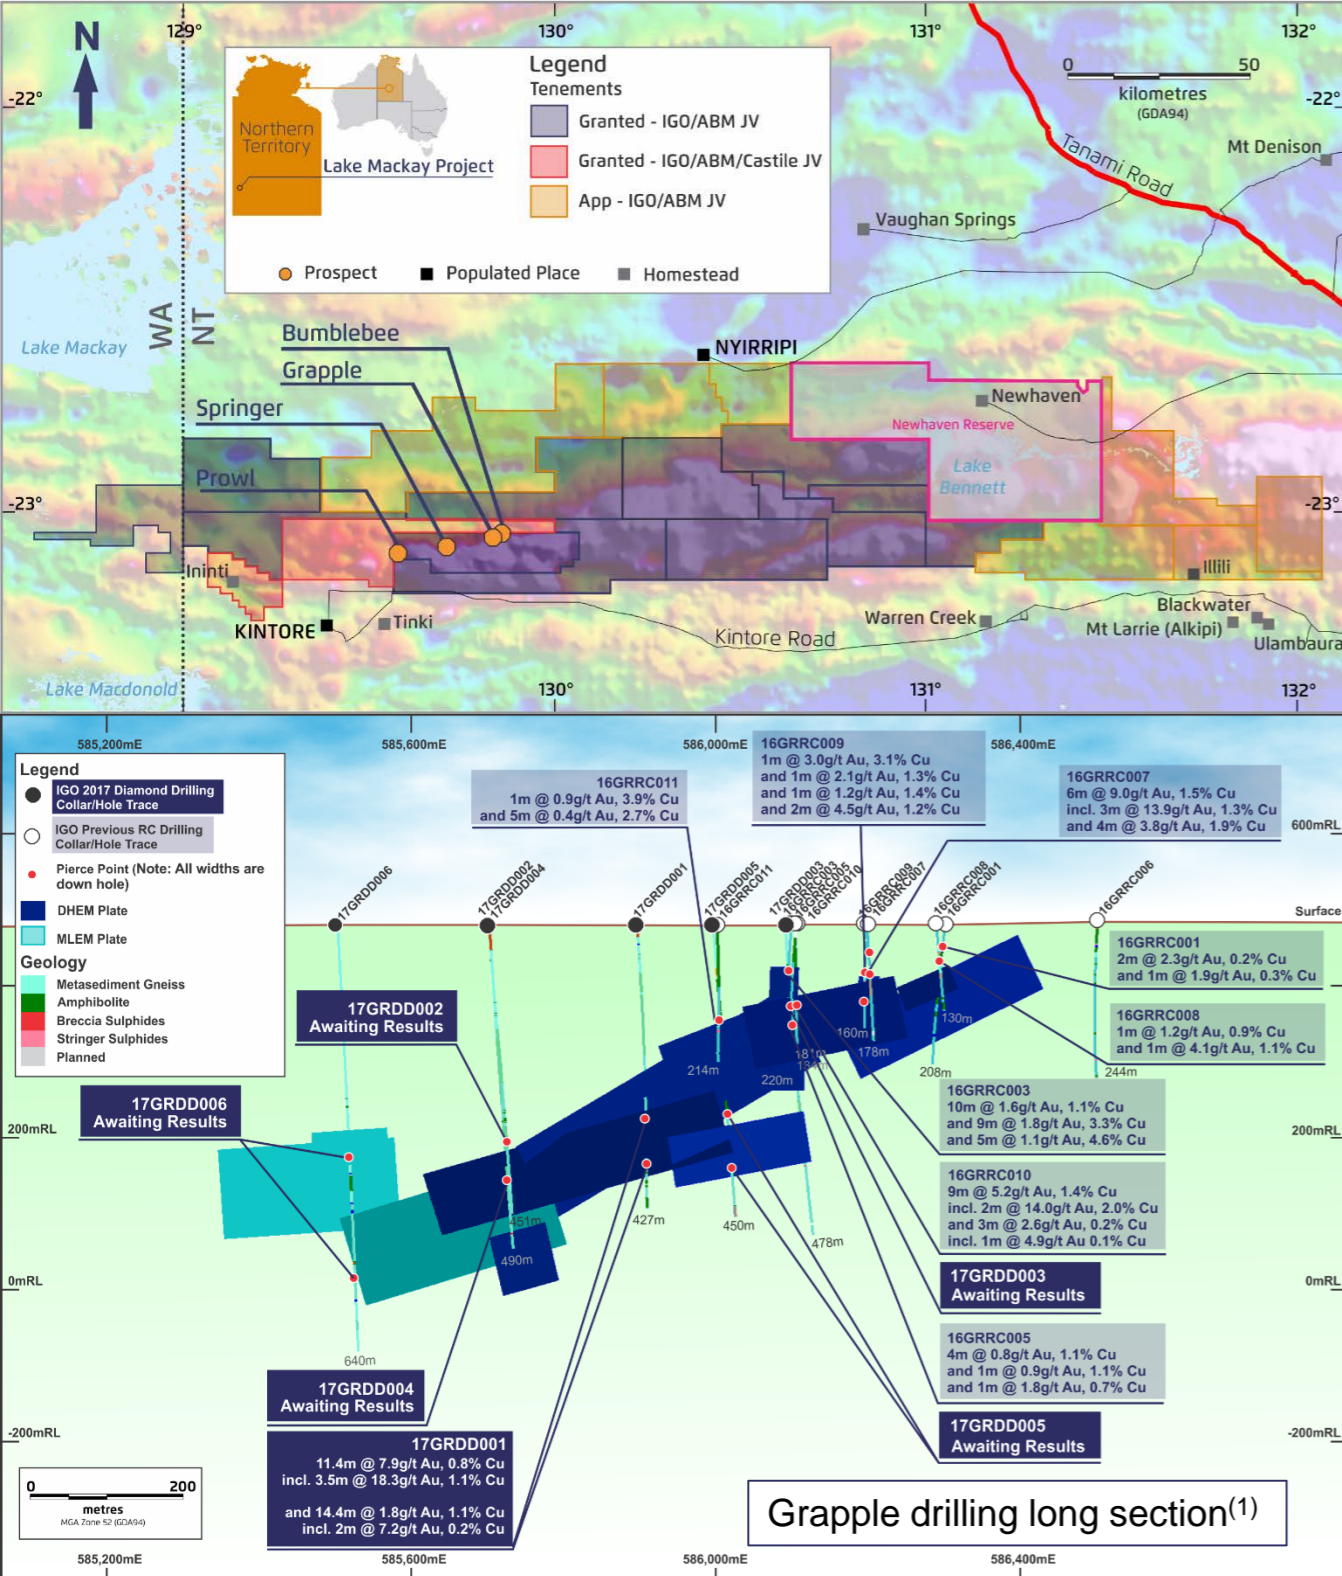 129°
130°
131°
132°
N
-22°
-22°
Northern
Territory
Lake Mackay Project
Legend
Tenements
Granted - IGO/ABM JV
Granted - IGO/ABM/Castile JV
App - IGO/ABM JV
Prospect
Populated Place
Homestead
0
50
kilometres
(GDA94)
Tanami Road
Mt Denison
Vaughan Springs
WA
NT
Lake Mackay
Bumblebee
Grapple
Springer
Prowl
NYIRRIPI
Newhaven
Newhaven Reserve
Lake
Bennett
-23°
-23°
Ininti
KINTORE
Tinki
Kintore Road
Warren Creek
Illili
Blackwater
Mt Larrie (Alkipi)
Ulambaura
Lake Macdonold
130°
131°
132°
585,200mE
585,600mE
586,000mE
586,400mE
Legend
IGO 2017 Diamond Drilling
Collar/Hole Trace
IGO Previous RC Drilling
Collar/Hole Trace
Pierce Point (Note: All widths are
down hole)
DHEM Plate
MLEM Plate
Geology
Metasediment Gneiss
Amphibolite
Breccia Sulphides
Stringer Sulphides
Planned
16GRRC011
1m @ 0.9g/t Au, 3.9% Cu
and 5m @ 0.4g/t Au, 2.7% Cu
16GRRC009
1m @ 3.0g/t Au, 3.1% Cu
and 1m @ 2.1g/t Au, 1.3% Cu
and 1m @ 1.2g/t Au, 1.4% Cu
and 2m @ 4.5g/t Au, 1.2% Cu
16GRRC007
6m @ 9.0g/t Au, 1.5% Cu
incl. 3m @ 13.9g/t Au, 1.3% Cu
and 4m @ 3.8g/t Au, 1.9% Cu
600mRL
17GRDD006
17GRDD002
17GRDD004
17GRDD001
17GRDD005
16GRRC011
17GRDD003
16GRRC003
16GRRC005
16GRRC010
16GRRC009
16GRRC007
16GRRC008
16GRRC001
16GRRC006
Surface
16GRRC001
2m @ 2.3g/t Au, 0.2% Cu
and 1m @ 1.9g/t Au, 0.3% Cu
16GRRC008
1m @ 1.2g/t Au, 0.9% Cu
and 1m @ 4.1g/t Au, 1.1% Cu
17GRDD002
Awaiting Results
17GRDD006
Awaiting Results
130m
160m
178m
181m
214m
220m
208m
244m
16GRRC003
10m @ 1.6g/t Au, 1.1% Cu
and 9m @ 1.8g/t Au, 3.3% Cu
and 5m @ 1.1g/t Au, 4.6% Cu
200mRL
200mRL
16GRRC010
9m @ 5.2g/t Au, 1.4% Cu
incl. 2m @ 14.0g/t Au, 2.0% Cu
and 3m @ 2.6g/t Au, 0.2% Cu
incl. 1m @ 4.9g/t Au 0.1% Cu
451m
427m
450m
478m
490m
0mRL
0mRL
17GRDD003
Awaiting Results
640m
16GRRC005
4m @ 0.8g/t Au, 1.1% Cu
and 1m @ 0.9g/t Au, 1.1% Cu
and 1m @ 1.8g/t Au, 0.7% Cu
17GRDD004
Awaiting Results
17GRDD005
Awaiting Results
-200mRL
-200mRL
17GRDD001
11.4m @ 7.9g/t Au, 0.8% Cu
incl. 3.5m @ 18.3g/t Au, 1.1% Cu
and 14.4m @ 1.8g/t Au, 1.1% Cu
incl. 2m @ 7.2g/t Au, 0.2% Cu
0
200
metres
MGA Zone 52 (GDA94)
Grapple drilling long section(1)
585,200mE
585,600mE
586,000mE
586,400mE